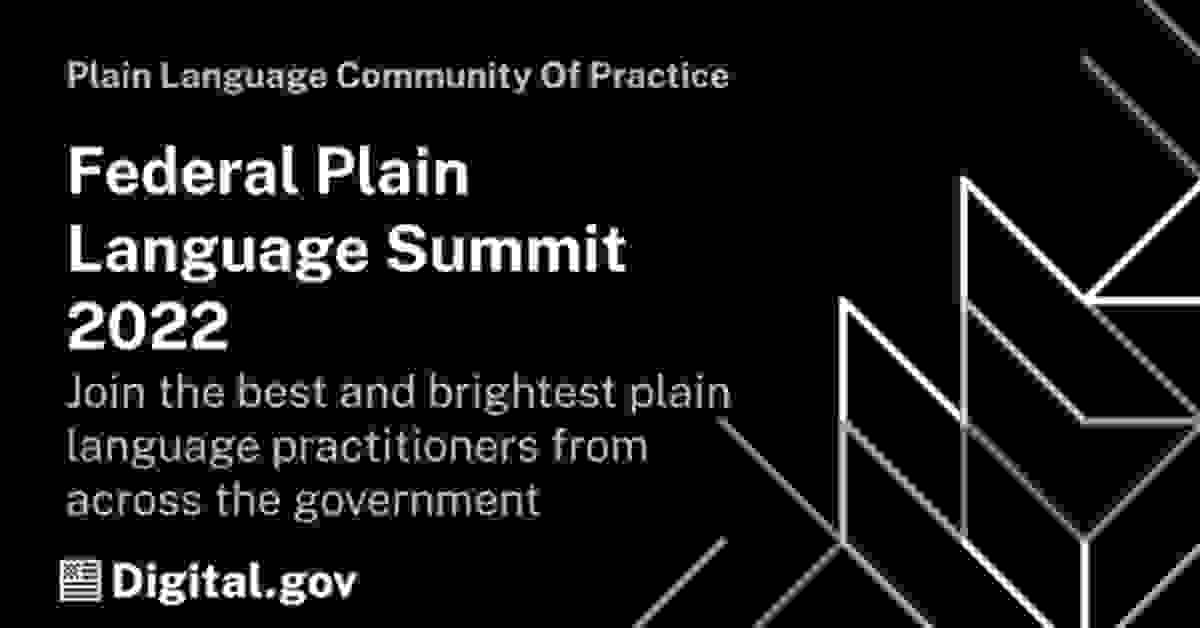 Plain Language Community Of Practice
Federal Plain
Language Summit
2022
Join the best and brightest plain
language practitioners from
across the government
Digital.gov